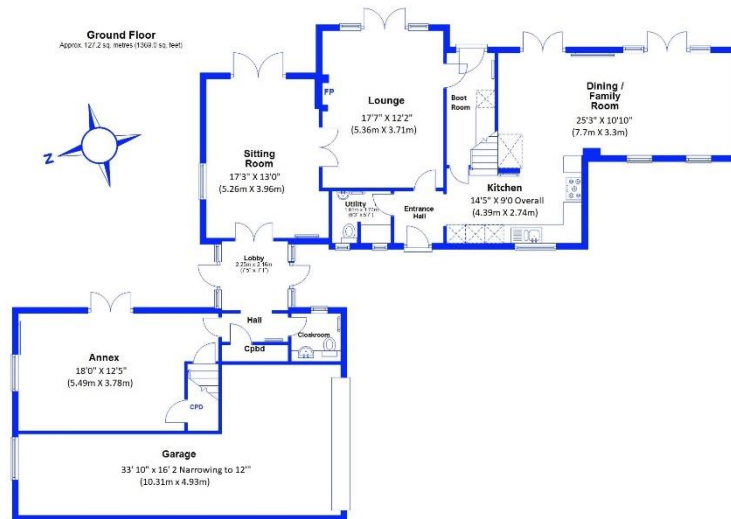 Ground Floor
Approx. 127.2 sq. metres (1369.0 sq. feet)
N
FP
Lounge
17'7" X 12'2"
(5.36m X 3.71m)
Boot
Room
Dining /
Family
Room
25'3" X 10'10"
(7.7m X 3.3m)
Sitting
Room
17'3" X 13'0"
(5.26m X 3.96m)
Kitchen
14'5" X 9'0 Overall
(4.39m X 2.74m)
Utility
Entrance
Hall
Lobby
Hall
Cloakroom
Cpbd
Annex
18'0" X 12'5"
(5.49m X 3.78m)
CPD
Garage
33' 10" x 16' 2 Narrowing to 12'"
(10.31m x 4.93m)